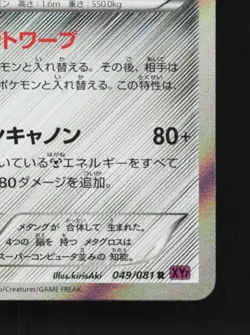 モン 高さ：1.6m 重さ：550.0kg
トワープ
モンと入れ替える。その後、相手は
ポケモンと入れ替える。この特性は、
ンキャノン 80+
いているエネルギーをすべて
80ダメージを追加。
メタングが 合体して 生まれた。
4つの 脳を 持つ メタグロスは
スーパーコンピュータ並みの 知能。
Illus.kirisAki 049/081 R XY
o/Creatures/GAME FREAK.